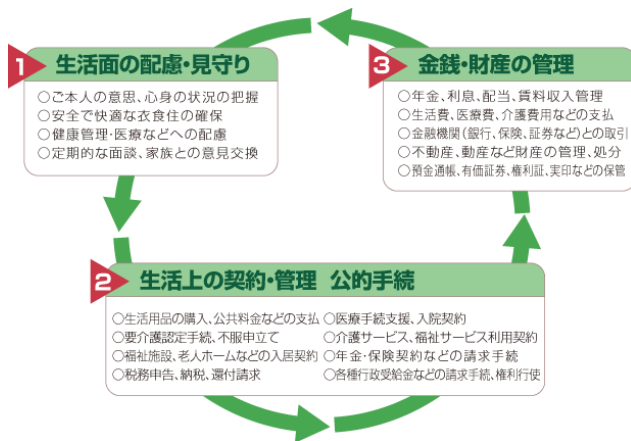 1 生活面の配慮・見守り
○ご本人の意思、心身の状況の把握
○安全で快適な衣食住の確保
○健康管理・医療などへの配慮
○定期的な面談、家族との意見交換
2 生活上の契約・管理 公的手続
○生活用品の購入、公共料金などの支払
○要介護認定手続、不服申立て
○福祉施設、老人ホームなどの入居契約
○税務申告、納税、還付請求
○医療手続支援、入院契約
○介護サービス、福祉サービス利用契約
○年金・保険契約などの請求手続
○各種行政受給金などの請求手続、権利行使
3 金銭・財産の管理
○年金、利息、配当、賃料収入管理
○生活費、医療費、介護費用などの支払
○金融機関(銀行、保険、証券など)との取引
○不動産、動産など財産の管理、処分
○預金通帳、有価証券、権利証、実印などの保管